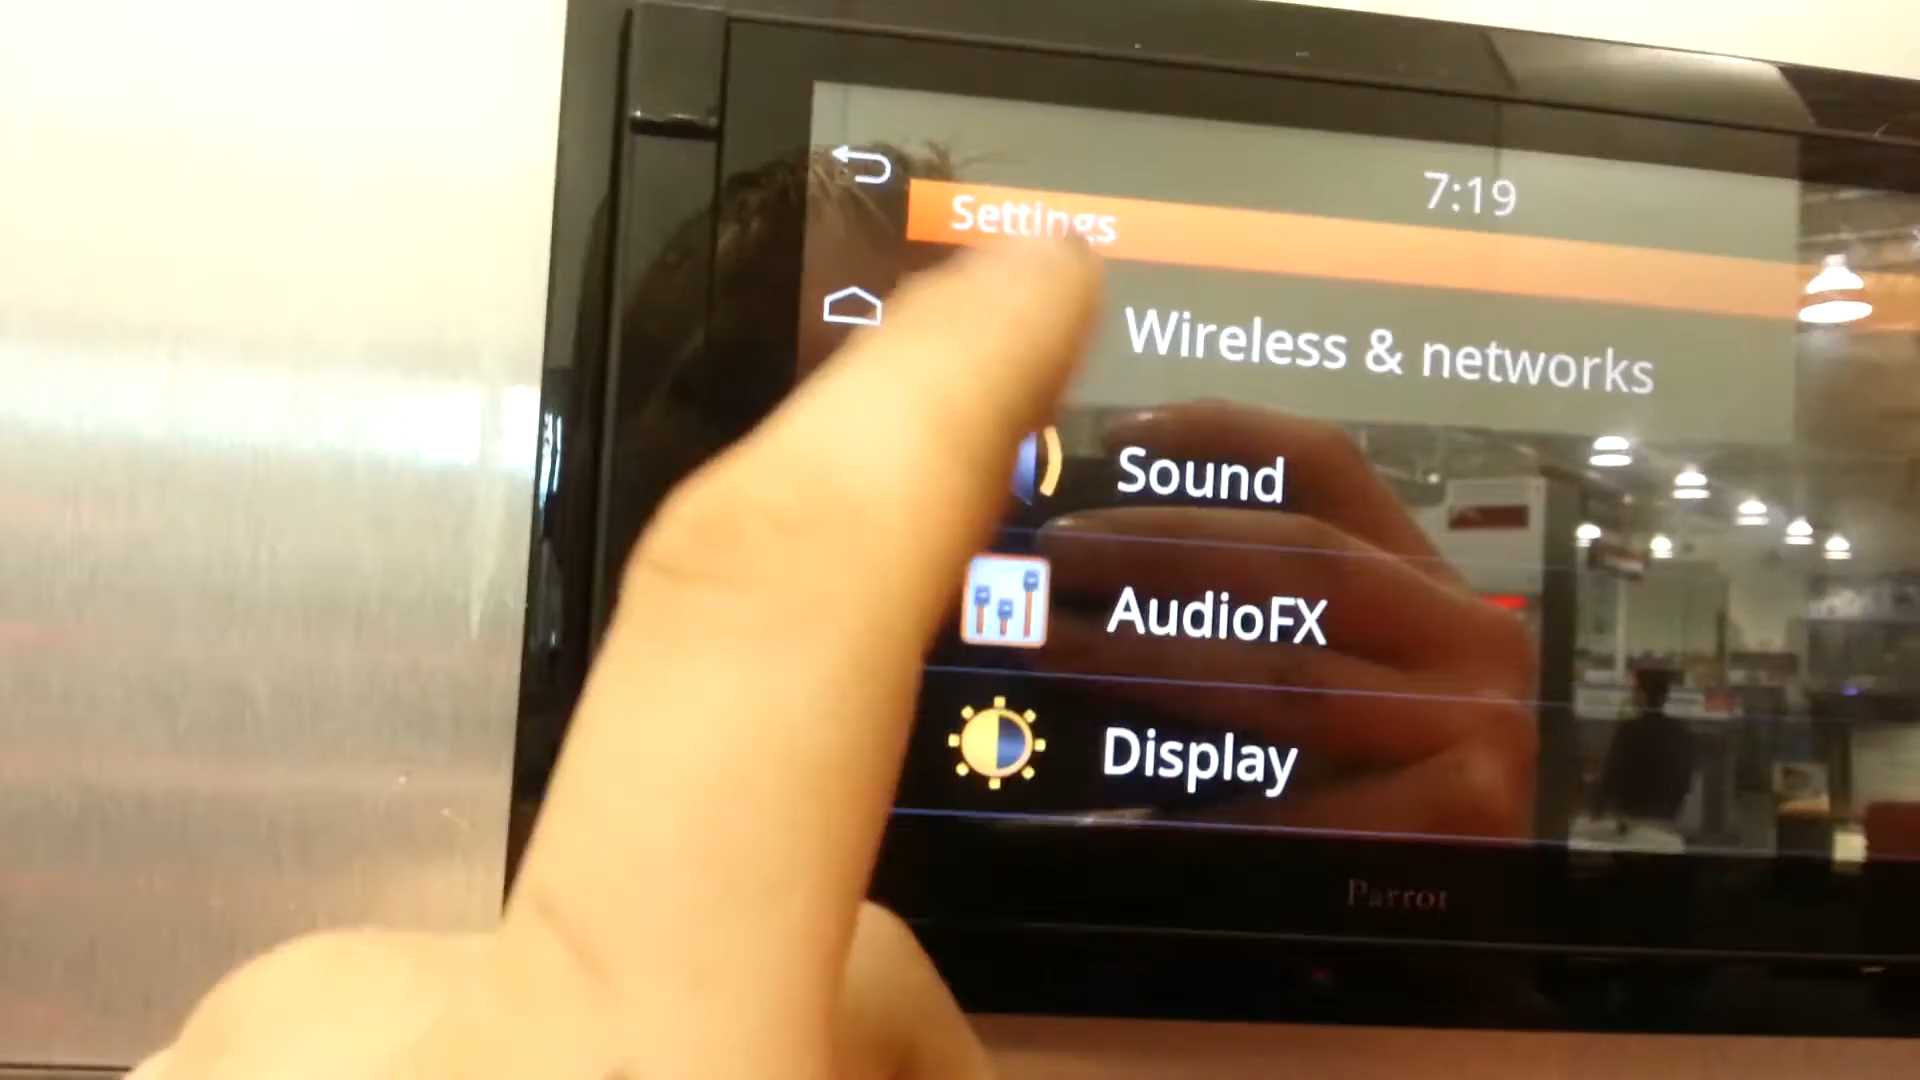 7:19
Settings
Wireless & networks
Sound
AudioFX
Display
Parrot